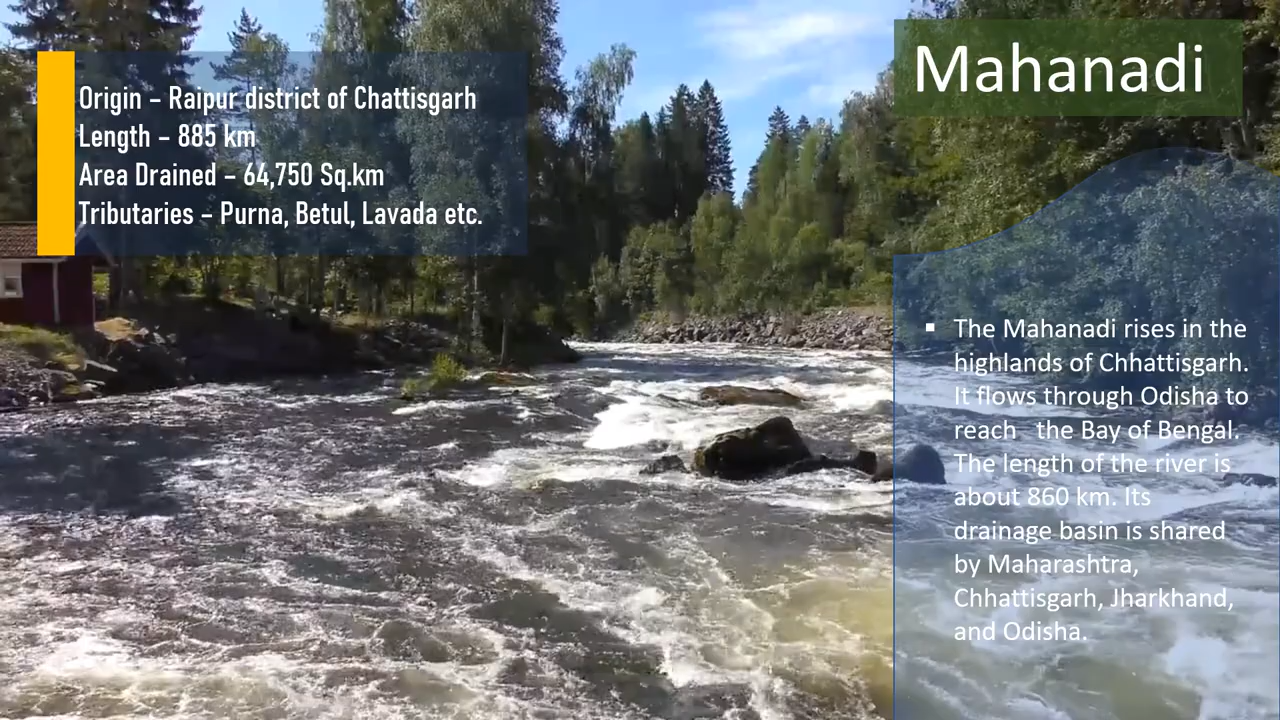 Mahanadi
Origin – Raipur district of Chattisgarh
Length – 885 km
Area Drained – 64,750 Sq.km
Tributaries – Purna, Betul, Lavada etc.
▪ The Mahanadi rises in the
highlands of Chhattisgarh.
It flows through Odisha to
reach   the Bay of Bengal.
The length of the river is
about 860 km. Its
drainage basin is shared
by Maharashtra,
Chhattisgarh, Jharkhand,
and Odisha.